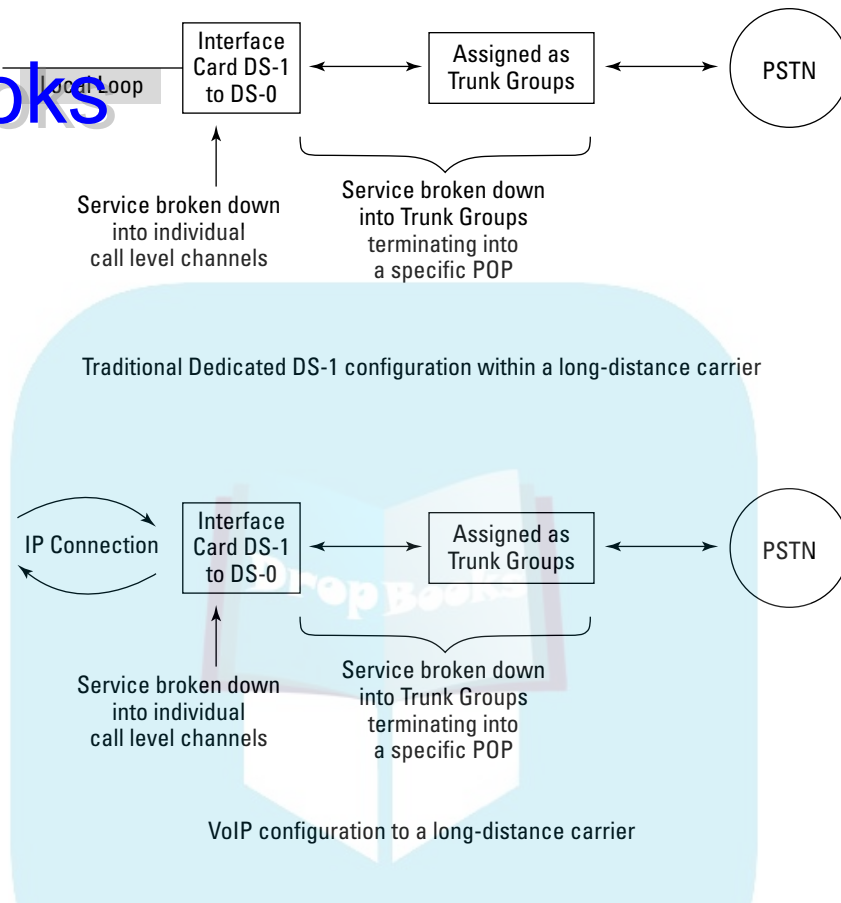 Interface
Card DS-1
to DS-0
Assigned as
Trunk Groups
PSTN
Local Loop
oks
Service broken down
into individual
call level channels
Service broken down
into Trunk Groups
terminating into
a specific POP
Traditional Dedicated DS-1 configuration within a long-distance carrier
IP Connection
Interface
Card DS-1
to DS-0
Assigned as
Trunk Groups
PSTN
DropBooks
Service broken down
into individual
call level channels
Service broken down
into Trunk Groups
terminating into
a specific POP
VoIP configuration to a long-distance carrier